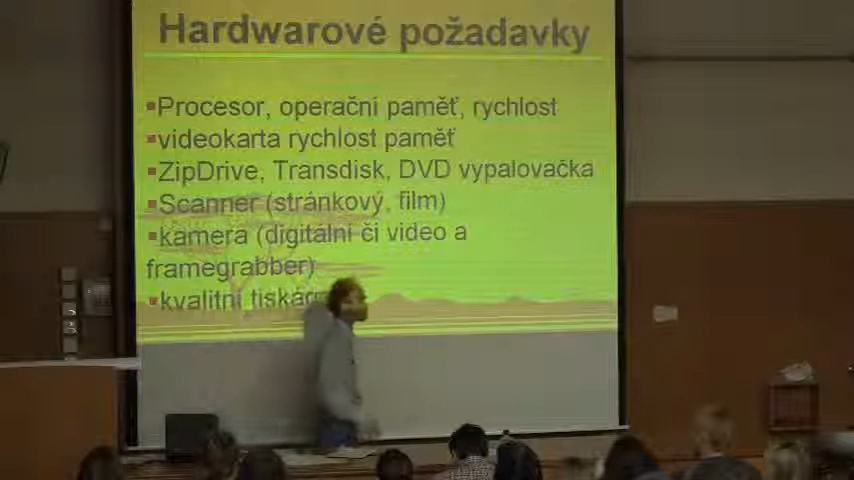 Hardwarové požadavky
▪Procesor, operační paměť, rychlost
▪videokarta rychlost paměť
▪ZipDrive, Transdisk, DVD vypalovačka
▪Scanner (stránkový, film)
▪kamera (digitální či video a
framegrabber)
▪kvalitní